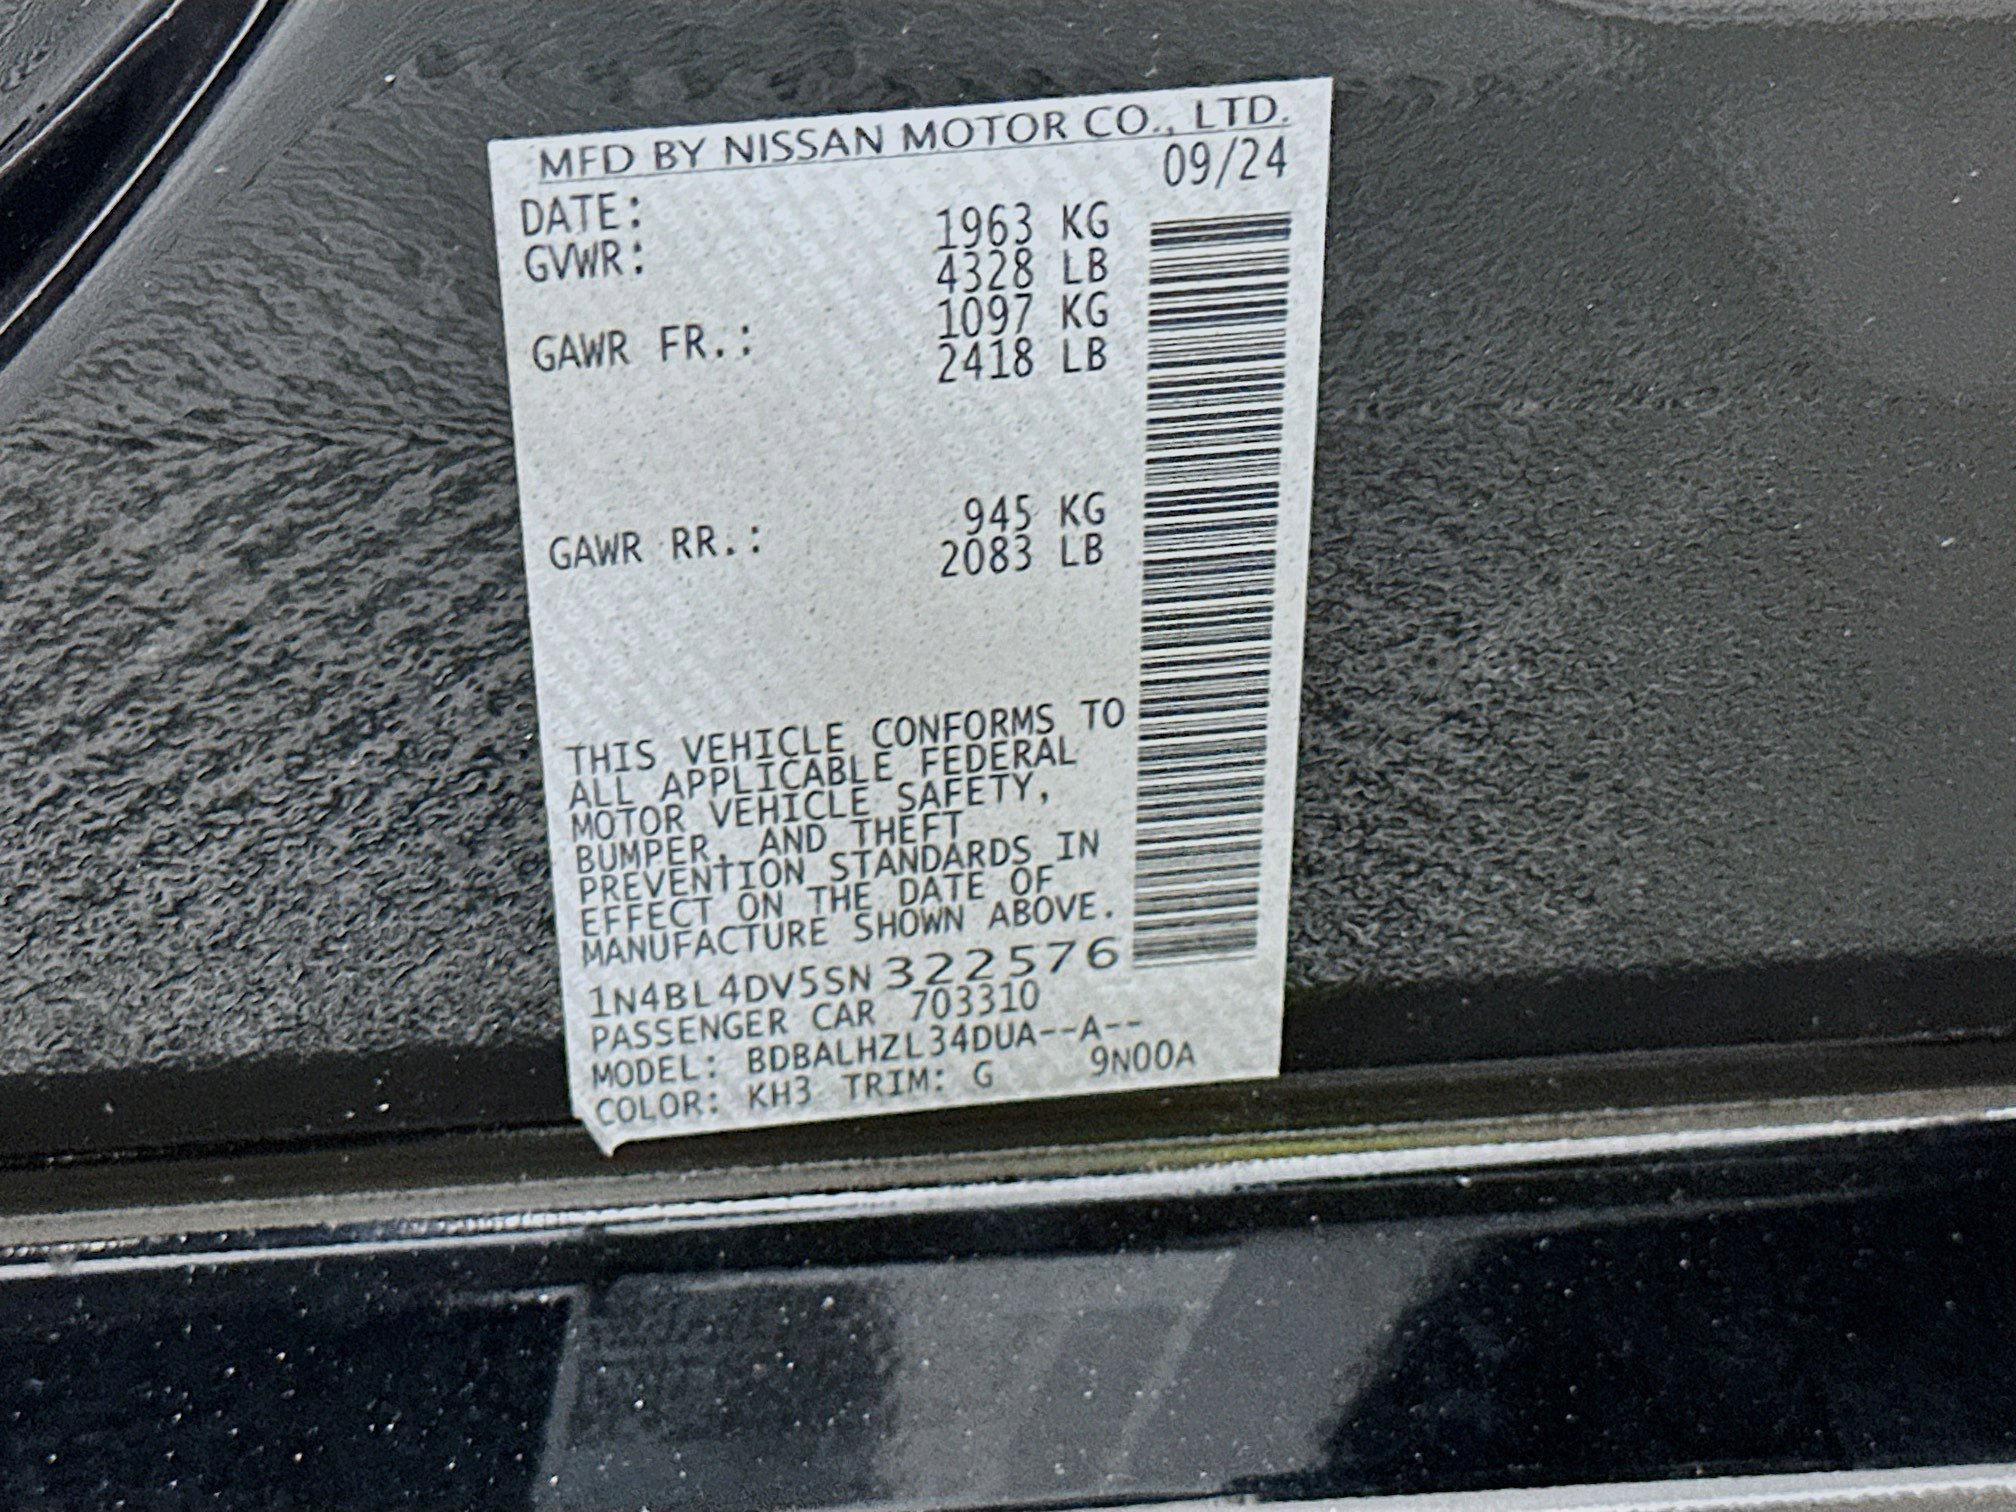 MFD BY NISSAN MOTOR CO., LTD.
DATE: 09/24
GVWR: 1963 KG
4328 LB
GAWR FR.: 1097 KG
2418 LB
GAWR RR.: 945 KG
2083 LB
THIS VEHICLE CONFORMS TO
ALL APPLICABLE FEDERAL
MOTOR VEHICLE SAFETY,
BUMPER, AND THEFT
PREVENTION STANDARDS IN
EFFECT ON THE DATE OF
MANUFACTURE SHOWN ABOVE.
1N4BL4DV5SN322576
PASSENGER CAR 703310
MODEL: BDBALHZL34DUA--A--
COLOR: KH3 TRIM: G 9N00A